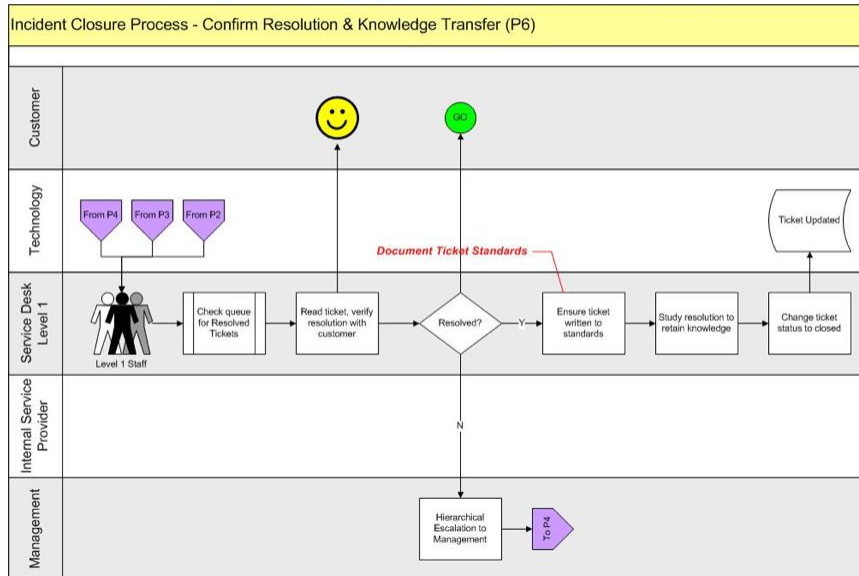 Incident Closure Process - Confirm Resolution & Knowledge Transfer (P6)
Customer
GO
Technology
From P4
From P3
From P2
Ticket Updated
Document Ticket Standards
Service Desk
Level 1
Level 1 Staff
Check queue
for Resolved
Tickets
Read ticket, verify
resolution with
customer
Resolved?
Y
Ensure ticket
written to
standards
Study resolution to
retain knowledge
Change ticket
status to closed
Internal Service
Provider
N
Management
Hierarchical
Escalation to
Management
To P4